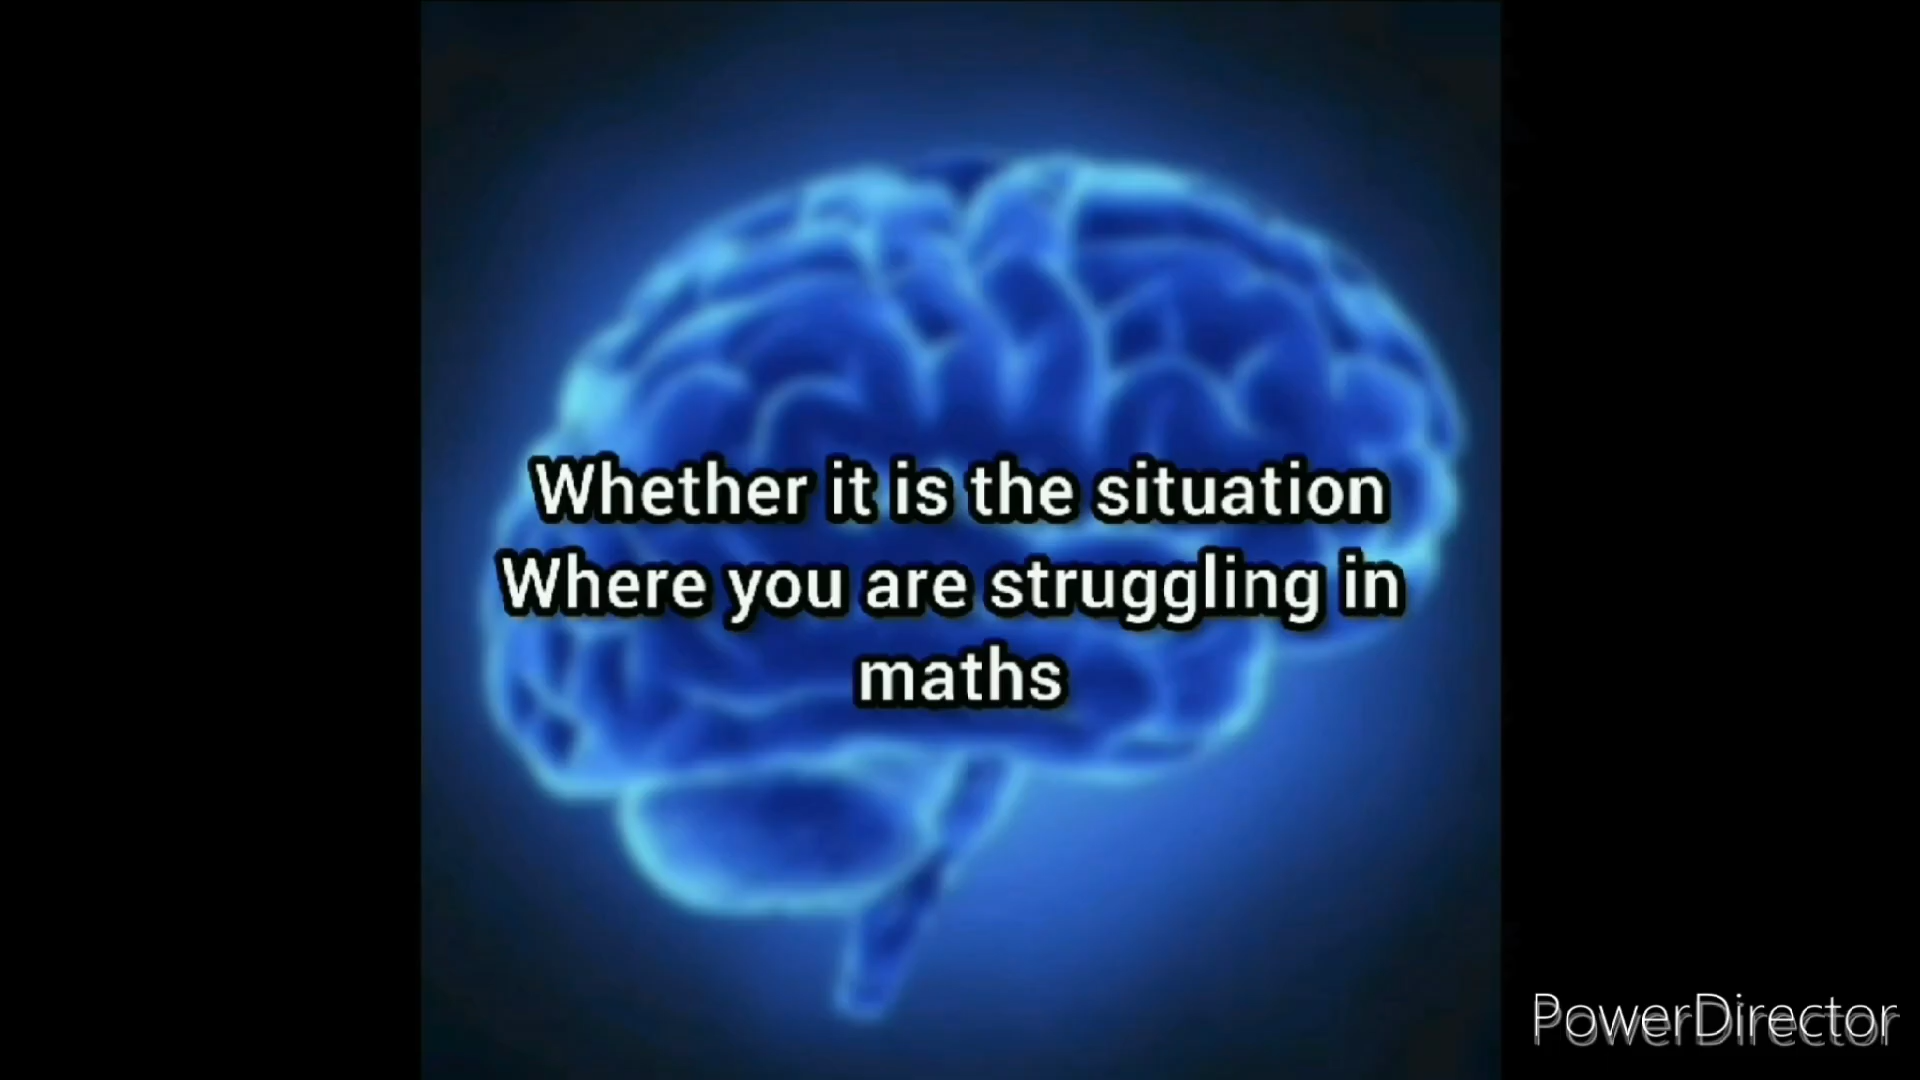 Whether it is the situation
Where you are struggling in
maths
PowerDirector